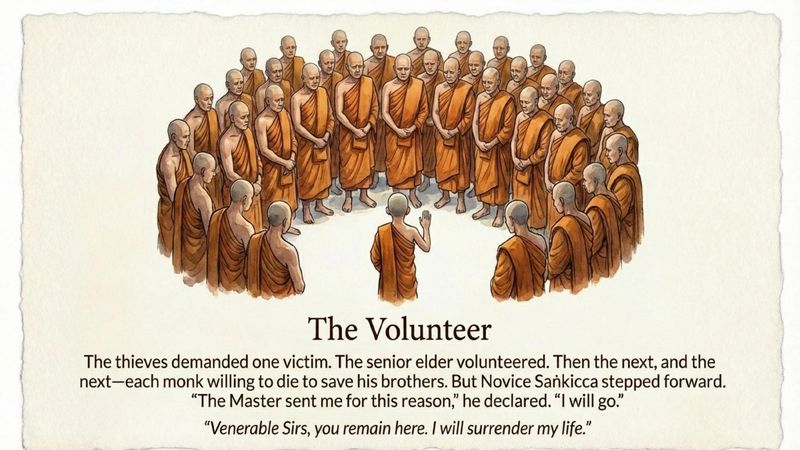 The Volunteer
The thieves demanded one victim. The senior elder volunteered. Then the next, and the
next—each monk willing to die to save his brothers. But Novice Saṅkicca stepped forward.
“The Master sent me for this reason,” he declared. “I will go.”
“Venerable Sirs, you remain here. I will surrender my life.”